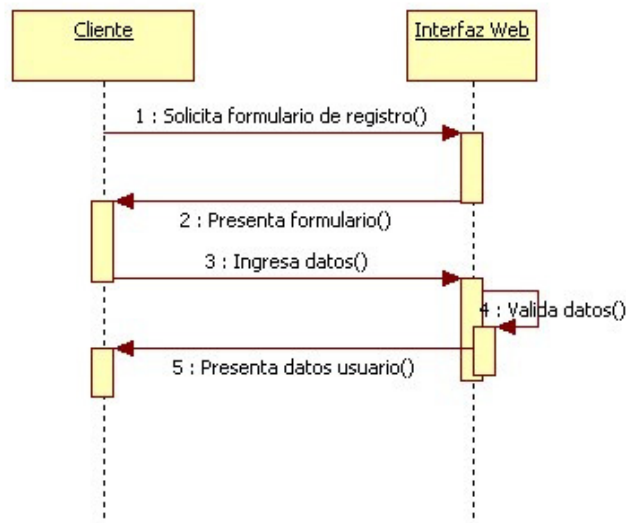 Cliente
Interfaz Web
1 : Solicita formulario de registro()
2 : Presenta formulario()
3 : Ingresa datos()
4 : Valida datos()
5 : Presenta datos usuario()